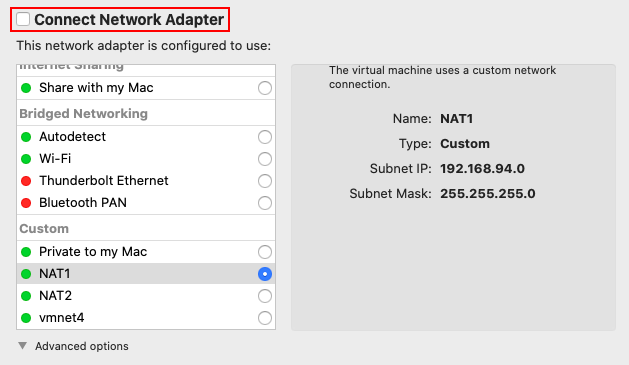 Connect Network Adapter
This network adapter is configured to use:
Internet Sharing
Share with my Mac
Bridged Networking
Autodetect
Wi-Fi
Thunderbolt Ethernet
Bluetooth PAN
Custom
Private to my Mac
NAT1
NAT2
vmnet4
Advanced options
The virtual machine uses a custom network
connection.
Name: NAT1
Type: Custom
Subnet IP: 192.168.94.0
Subnet Mask: 255.255.255.0